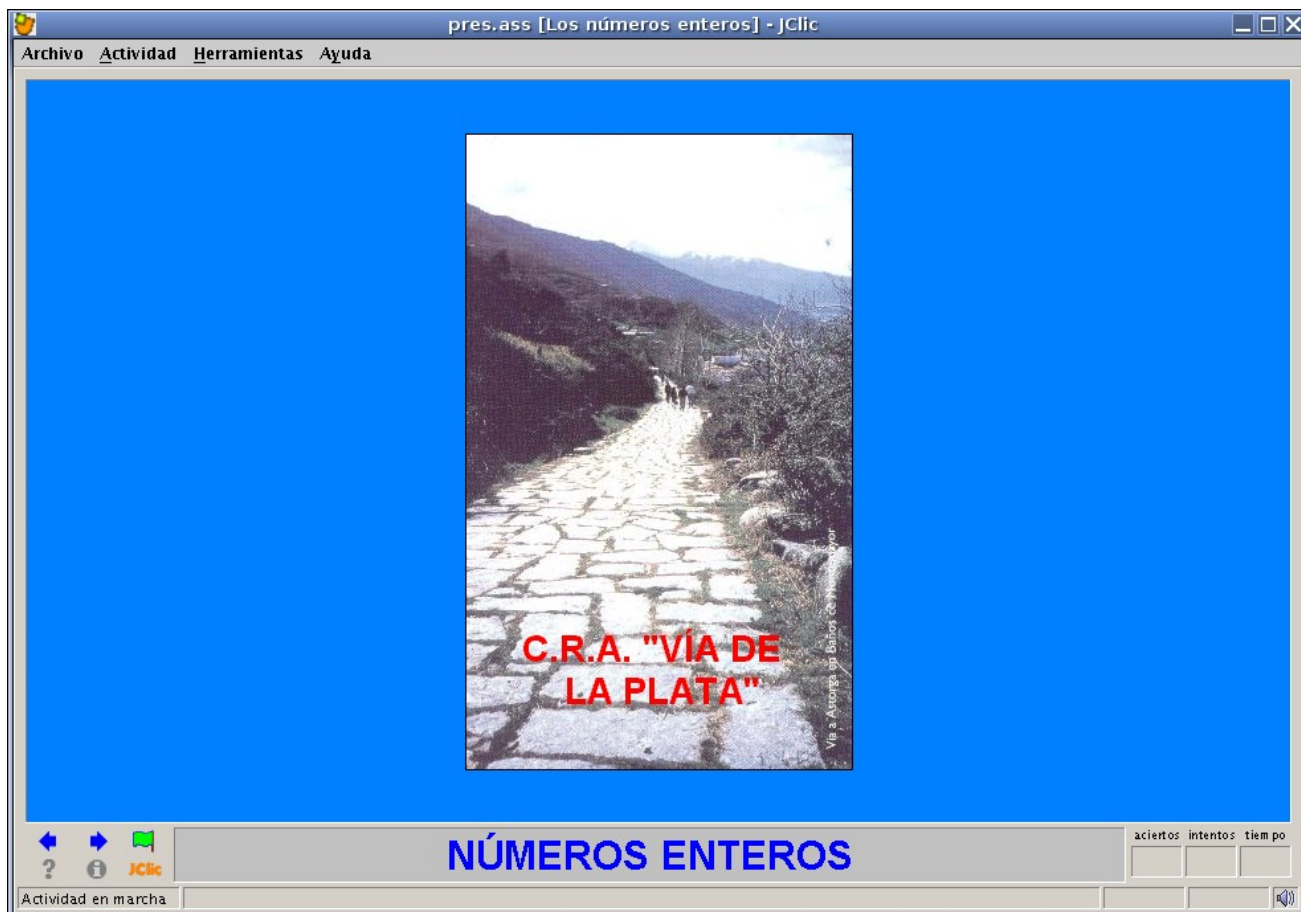 pres.ass [Los números enteros] - JClic
Archivo Actividad Herramientas Ayuda
C.R.A. "VÍA DE
LA PLATA"
Vía a Astorga en Baños de
NÚMEROS ENTEROS
aciertos intentos tiempo
? i JClic
Actividad en marcha